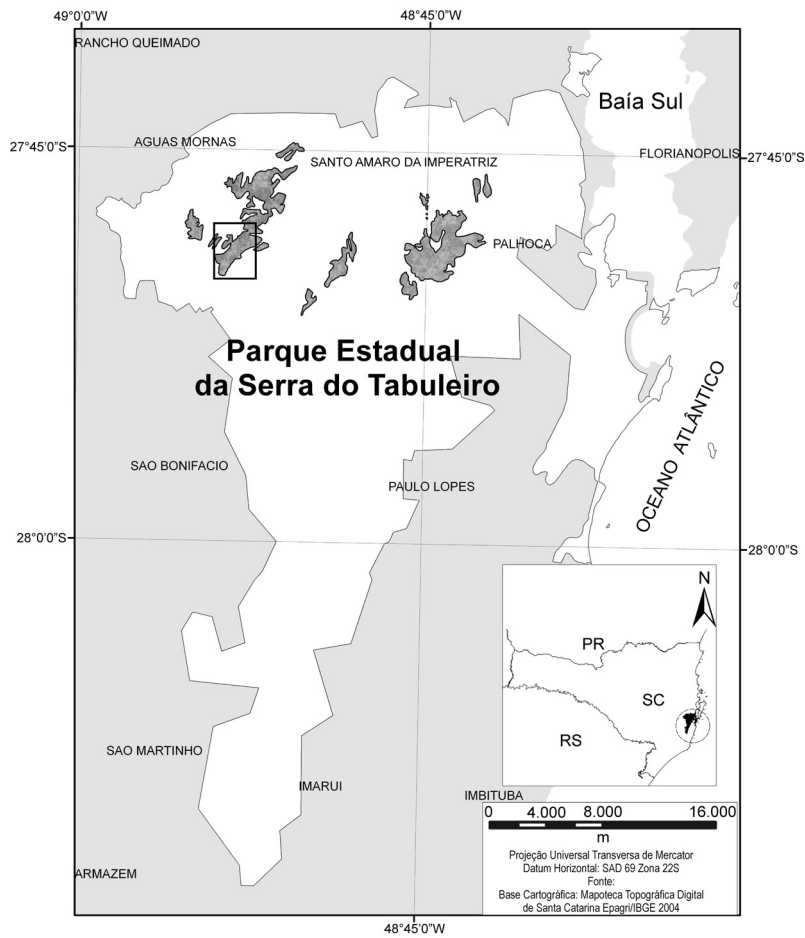 49°0'0"W
48°45'0"W
RANCHO QUEIMADO
Baía Sul
27°45'0"S
AGUAS MORNAS
SANTO AMARO DA IMPERATRIZ
FLORIANOPOLIS
27°45'0"S
PALHOCA
Parque Estadual
da Serra do Tabuleiro
OCEANO ATLÂNTICO
SAO BONIFACIO
PAULO LOPES
28°0'0"S
28°0'0"S
N
PR
SC
RS
SAO MARTINHO
IMARUI
IMBITUBA
0 4.000 8.000 16.000
m
Projeção Universal Transversa de Mercator
Datum Horizontal: SAD 69 Zona 22S
Fonte:
Base Cartográfica: Mapoteca Topográfica Digital
de Santa Catarina Epagri/IBGE 2004
ARMAZEM
48°45'0"W